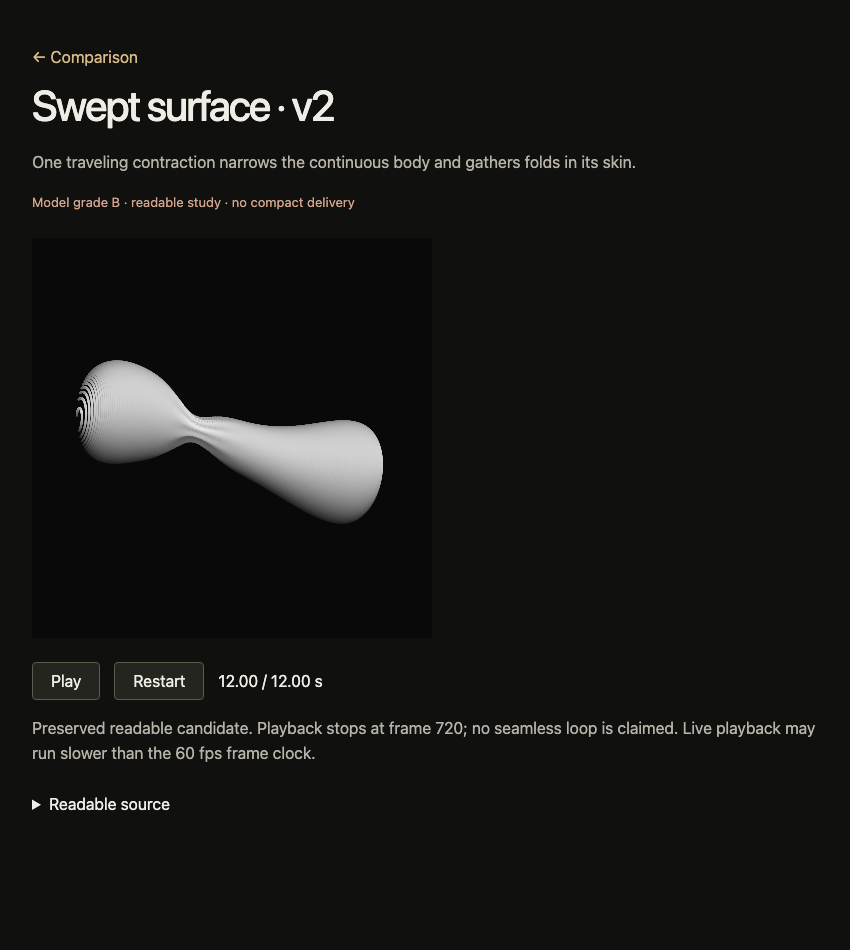 ← Comparison
Swept surface · v2
One traveling contraction narrows the continuous body and gathers folds in its skin.
Model grade B · readable study · no compact delivery
Play Restart 12.00 / 12.00 s
Preserved readable candidate. Playback stops at frame 720; no seamless loop is claimed. Live playback may
run slower than the 60 fps frame clock.
▶ Readable source